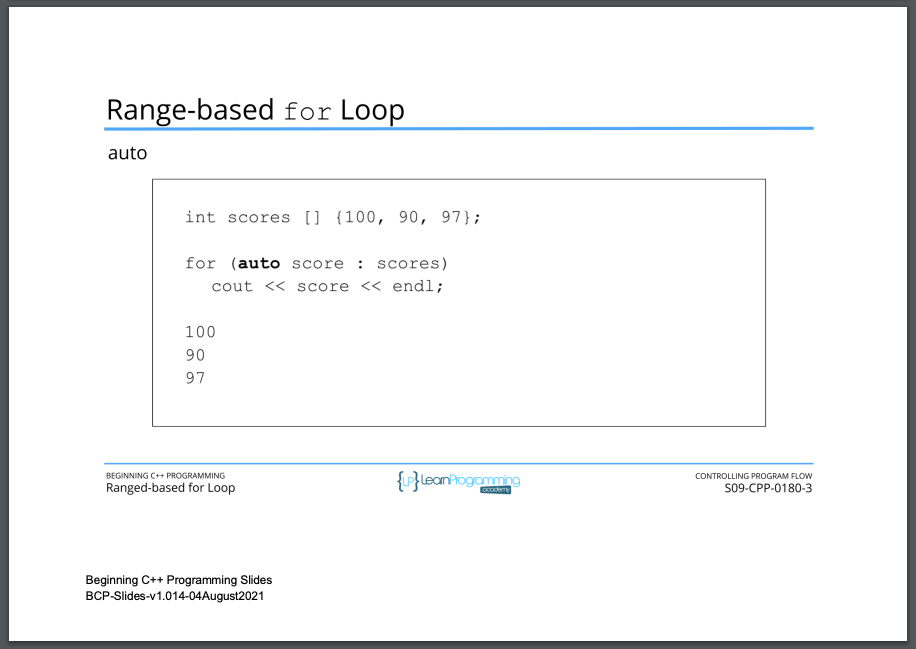 Range-based for Loop
auto
int scores [] {100, 90, 97};
for (auto score : scores)
cout << score << endl;
100
90
97
BEGINNING C++ PROGRAMMING
Ranged-based for Loop
{LP} LearnProgramming
academy
CONTROLLING PROGRAM FLOW
S09-CPP-0180-3
Beginning C++ Programming Slides
BCP-Slides-v1.014-04August2021